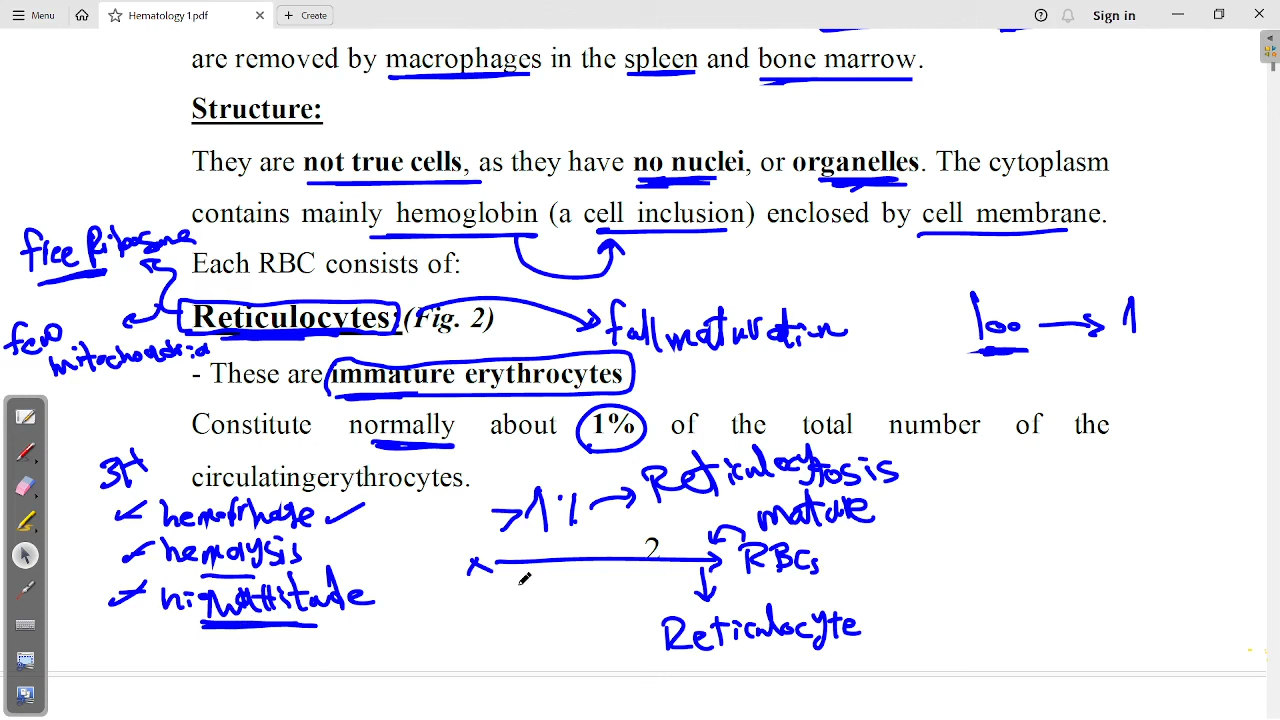 Menu Hematology 1.pdf + Create Sign in
are removed by macrophages in the spleen and bone marrow.
Structure:
They are not true cells, as they have no nuclei, or organelles. The cytoplasm
contains mainly hemoglobin (a cell inclusion) enclosed by cell membrane.
free Ribosome
Each RBC consists of:
Reticulocytes: (Fig. 2)
full maturation
100 → 1
few
mitochondria
- These are immature erythrocytes
Constitute normally about 1% of the total number of the
circulatingerythrocytes.
3H
>1% → Reticulocytosis
hemorrhage
mature
2
hemolysis
RBCs
high altitude
Reticulocyte